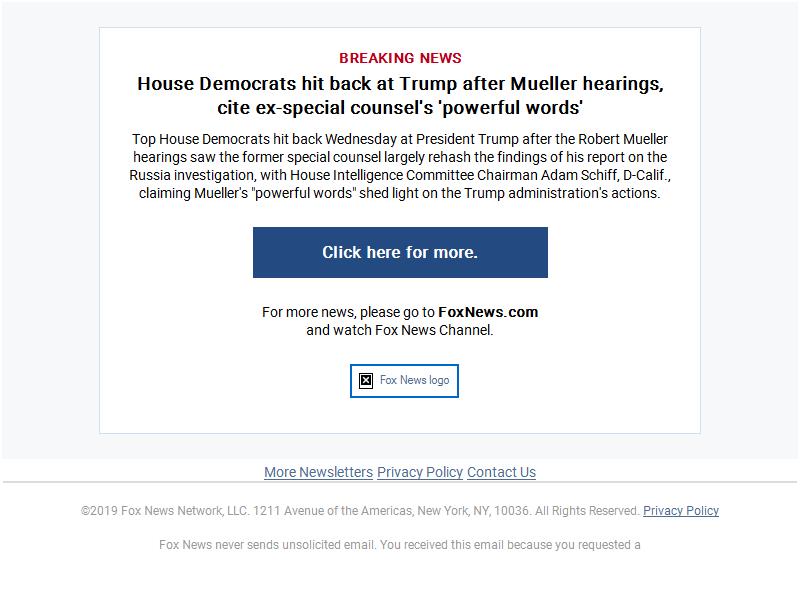 BREAKING NEWS
House Democrats hit back at Trump after Mueller hearings,
cite ex-special counsel's 'powerful words'
Top House Democrats hit back Wednesday at President Trump after the Robert Mueller
hearings saw the former special counsel largely rehash the findings of his report on the
Russia investigation, with House Intelligence Committee Chairman Adam Schiff, D-Calif.,
claiming Mueller's "powerful words" shed light on the Trump administration's actions.
Click here for more.
For more news, please go to FoxNews.com
and watch Fox News Channel.
Fox News logo
More Newsletters Privacy Policy Contact Us
©2019 Fox News Network, LLC. 1211 Avenue of the Americas, New York, NY, 10036. All Rights Reserved. Privacy Policy
Fox News never sends unsolicited email. You received this email because you requested a